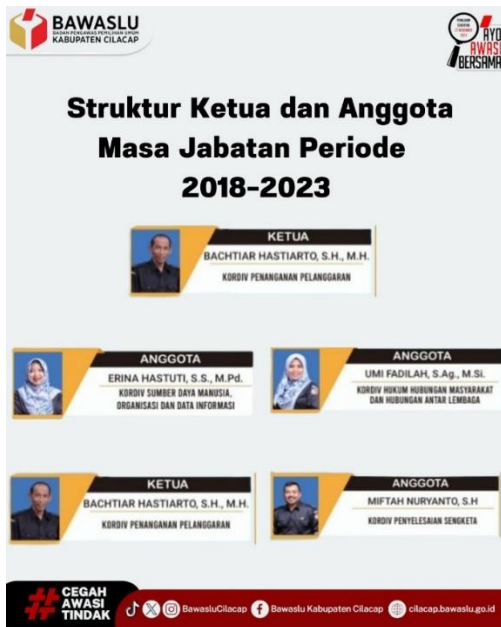 BAWASLU
BADAN PENGAWAS PEMILIHAN UMUM
KABUPATEN CILACAP
AYO
AWASI
BERSAMA
Struktur Ketua dan Anggota
Masa Jabatan Periode
2018-2023
KETUA
BACHTIAR HASTIARTO, S.H., M.H.
KORDIV PENANGANAN PELANGGARAN
ANGGOTA
ERINA HASTUTI, S.S., M.Pd.
KORDIV SUMBER DAYA MANUSIA,
ORGANISASI DAN DATA INFORMASI
ANGGOTA
UMI FADILAH, S.Ag., M.Si.
KORDIV HUKUM HUBUNGAN MASYARAKAT
DAN HUBUNGAN ANTAR LEMBAGA
KETUA
BACHTIAR HASTIARTO, S.H., M.H.
KORDIV PENANGANAN PELANGGARAN
ANGGOTA
MIFTAH NURYANTO, S.H
KORDIV PENYELESAIAN SENGKETA
#CEGAH
AWASI
TINDAK
BawasluCilacap
Bawaslu Kabupaten Cilacap
cilacap.bawaslu.go.id